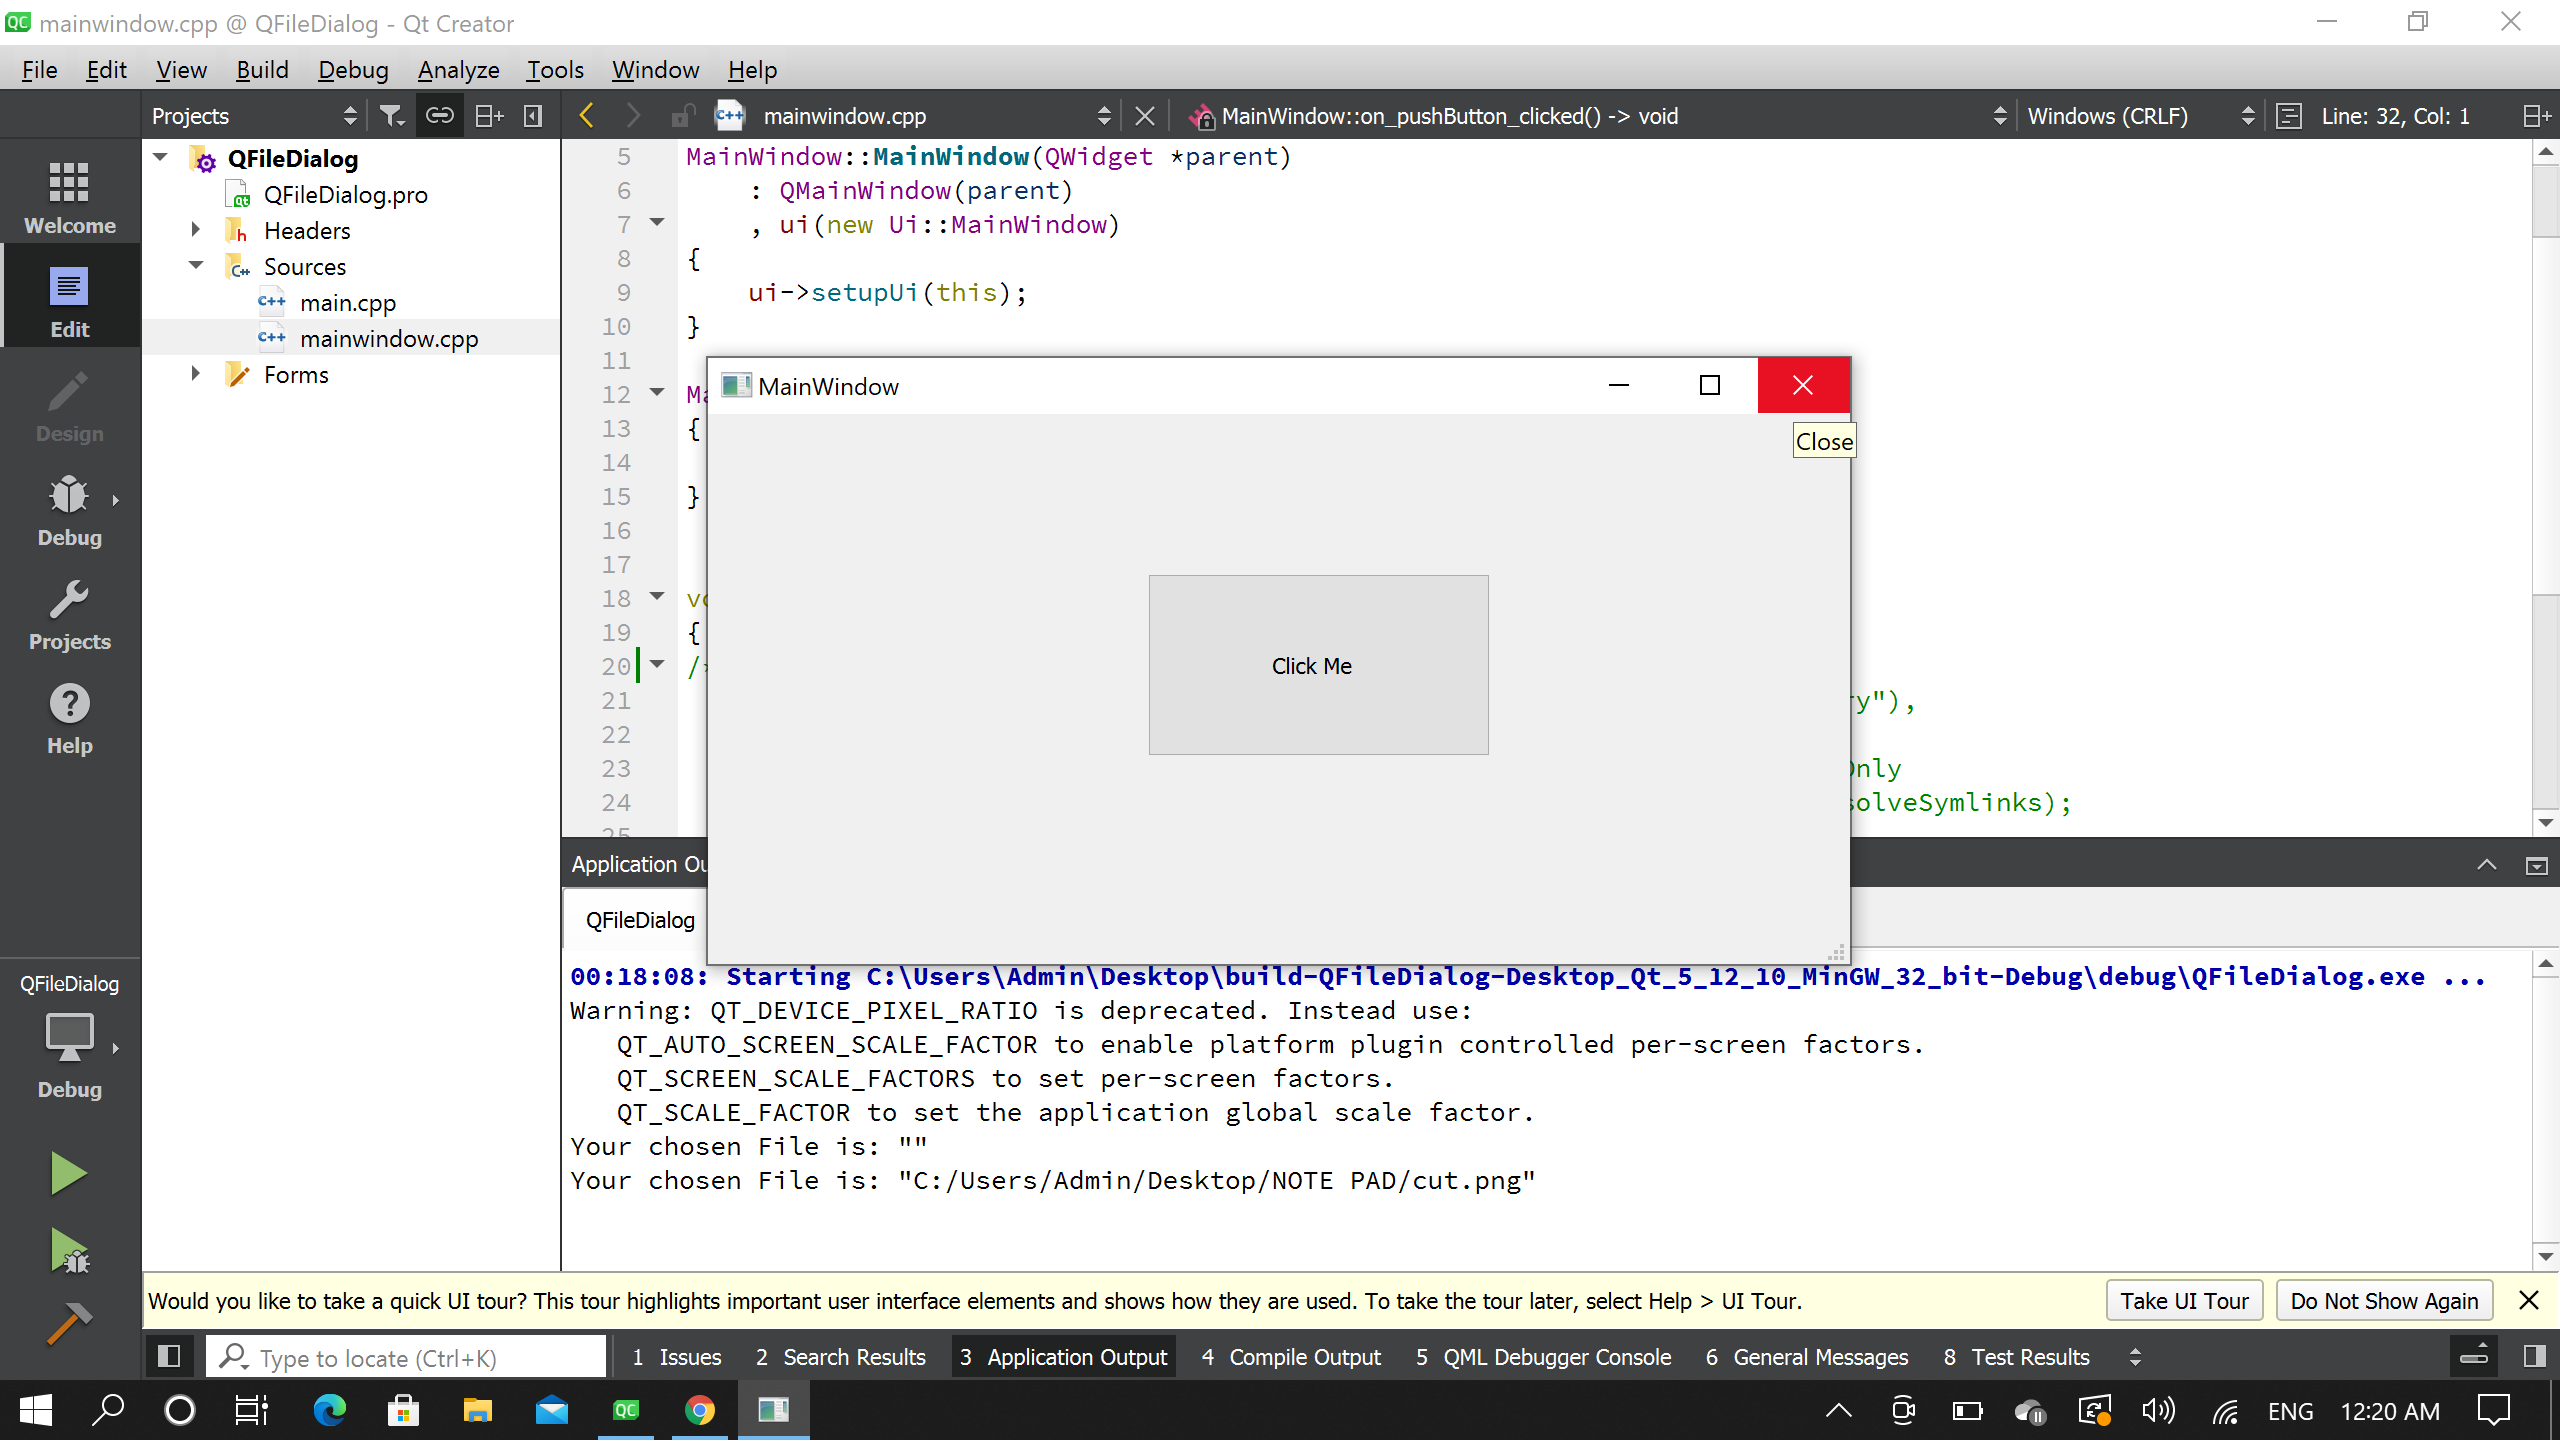 mainwindow.cpp @ QFileDialog - Qt Creator
File Edit View Build Debug Analyze Tools Window Help
Projects
mainwindow.cpp
MainWindow::on_pushButton_clicked() -> void
Windows (CRLF)
Line: 32, Col: 1
Welcome
Edit
Design
Debug
Projects
Help
QFileDialog
Debug
QFileDialog
QFileDialog.pro
Headers
Sources
main.cpp
mainwindow.cpp
Forms
5 MainWindow::MainWindow(QWidget *parent)
6 : QMainWindow(parent)
7 , ui(new Ui::MainWindow)
8 {
9 ui->setupUi(this);
10 }
11
12
13 {
14
15 }
16
17
18
19 {
20
21 y"),
22
23 nly
24 solveSymlinks);
25
MainWindow
Close
Click Me
Application Ou
QFileDialog
00:18:08: Starting C:\Users\Admin\Desktop\build-QFileDialog-Desktop_Qt_5_12_10_MinGW_32_bit-Debug\debug\QFileDialog.exe ...
Warning: QT_DEVICE_PIXEL_RATIO is deprecated. Instead use:
QT_AUTO_SCREEN_SCALE_FACTOR to enable platform plugin controlled per-screen factors.
QT_SCREEN_SCALE_FACTORS to set per-screen factors.
QT_SCALE_FACTOR to set the application global scale factor.
Your chosen File is: ""
Your chosen File is: "C:/Users/Admin/Desktop/NOTE PAD/cut.png"
Would you like to take a quick UI tour? This tour highlights important user interface elements and shows how they are used. To take the tour later, select Help > UI Tour.
Take UI Tour
Do Not Show Again
Type to locate (Ctrl+K)
1 Issues 2 Search Results 3 Application Output 4 Compile Output 5 QML Debugger Console 6 General Messages 8 Test Results
ENG 12:20 AM